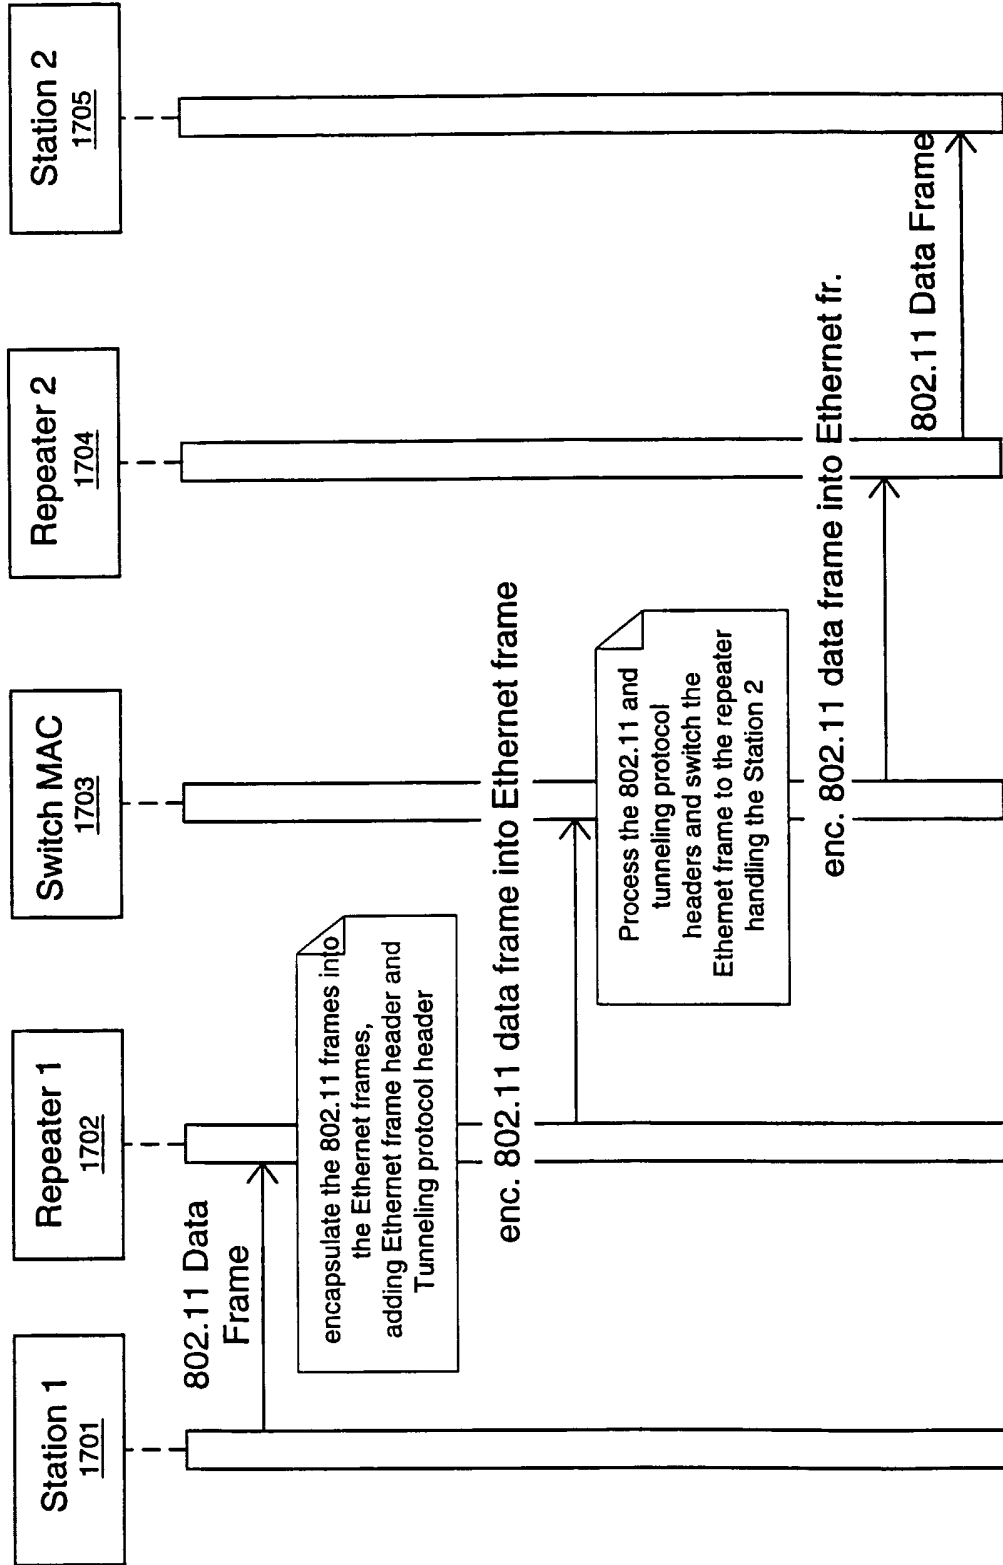 Station 1
1701
Repeater 1
1702
Switch MAC
1703
Repeater 2
1704
Station 2
1705
802.11 Data
Frame
encapsulate the 802.11 frames into
the Ethernet frames,
adding Ethernet frame header and
Tunneling protocol header
enc. 802.11 data frame into Ethernet frame
Process the 802.11 and
tunneling protocol
headers and switch the
Ethernet frame to the repeater
handling the Station 2
enc. 802.11 data frame into Ethernet fr.
802.11 Data Frame